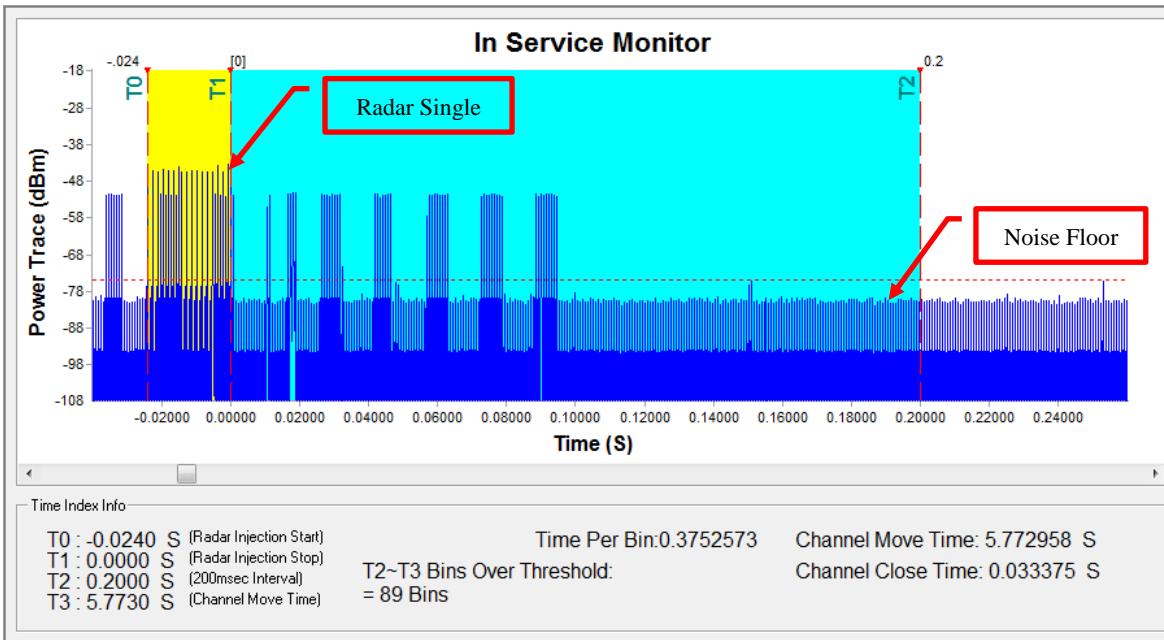 In Service Monitor
-.024
[0]
0.2
T0
T1
T2
Radar Single
Noise Floor
Power Trace (dBm)
-18
-28
-38
-48
-58
-68
-78
-88
-98
-108
-0.02000 0.00000 0.02000 0.04000 0.06000 0.08000 0.10000 0.12000 0.14000 0.16000 0.18000 0.20000 0.22000 0.24000
Time (S)
Time Index Info
T0 : -0.0240 S (Radar Injection Start)
T1 : 0.0000 S (Radar Injection Stop)
T2 : 0.2000 S (200msec Interval)
T3 : 5.7730 S (Channel Move Time)
Time Per Bin:0.3752573
T2~T3 Bins Over Threshold:
= 89 Bins
Channel Move Time: 5.772958 S
Channel Close Time: 0.033375 S